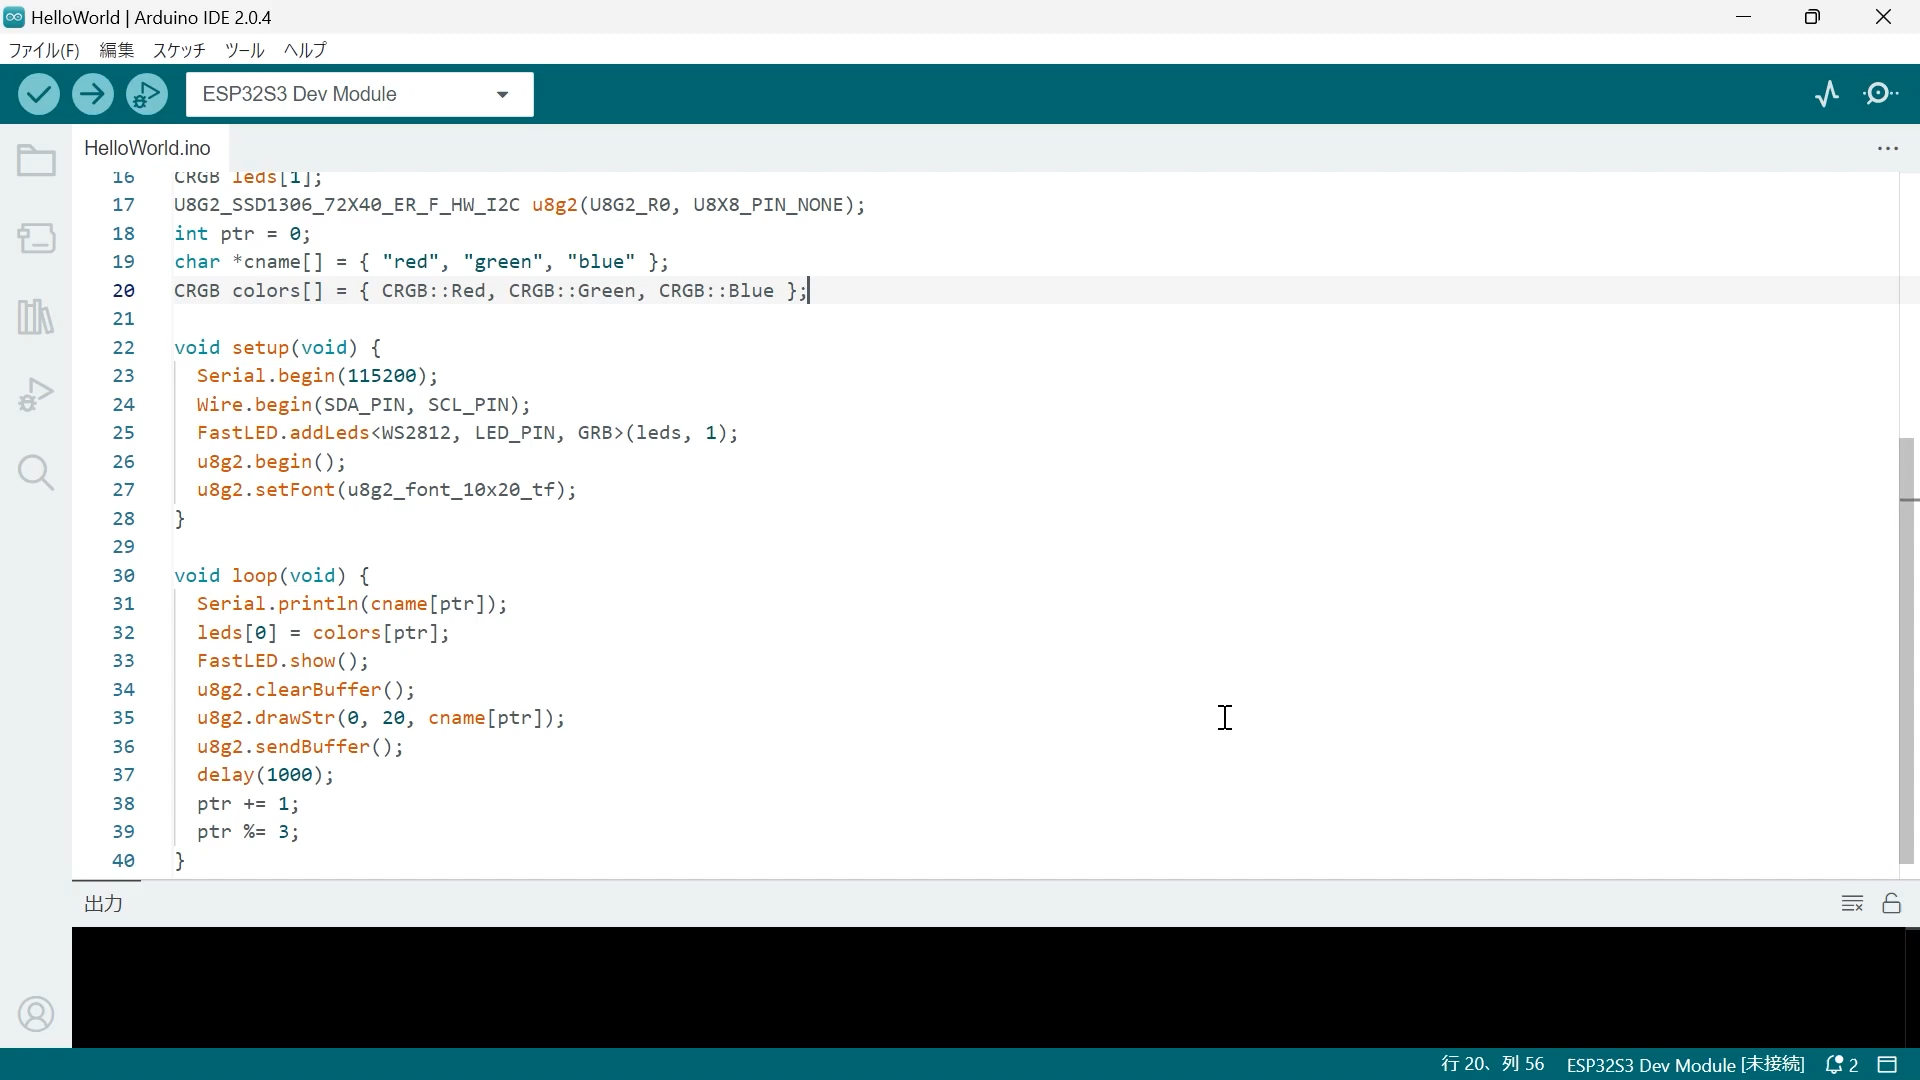 HelloWorld | Arduino IDE 2.0.4
ファイル(F) 編集 スケッチ ツール ヘルプ
ESP32S3 Dev Module
HelloWorld.ino
16 CRGB leds[1];
17 U8G2_SSD1306_72X40_ER_F_HW_I2C u8g2(U8G2_R0, U8X8_PIN_NONE);
18 int ptr = 0;
19 char *cname[] = { "red", "green", "blue" };
20 CRGB colors[] = { CRGB::Red, CRGB::Green, CRGB::Blue };
21
22 void setup(void) {
23 Serial.begin(115200);
24 Wire.begin(SDA_PIN, SCL_PIN);
25 FastLED.addLeds<WS2812, LED_PIN, GRB>(leds, 1);
26 u8g2.begin();
27 u8g2.setFont(u8g2_font_10x20_tf);
28 }
29
30 void loop(void) {
31 Serial.println(cname[ptr]);
32 leds[0] = colors[ptr];
33 FastLED.show();
34 u8g2.clearBuffer();
35 u8g2.drawStr(0, 20, cname[ptr]);
36 u8g2.sendBuffer();
37 delay(1000);
38 ptr += 1;
39 ptr %= 3;
40 }
出力
行 20、列 56 ESP32S3 Dev Module [未接続] 2